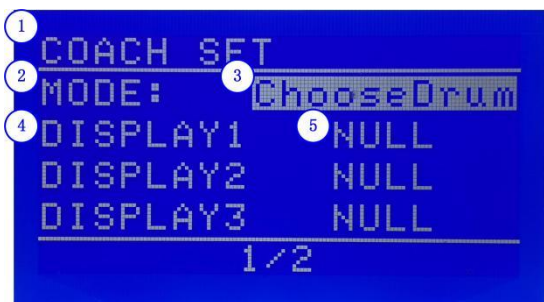 1
COACH SET
2 MODE: 3 ChooseDrum
4 DISPLAY1 5 NULL
DISPLAY2 NULL
DISPLAY3 NULL
1/2